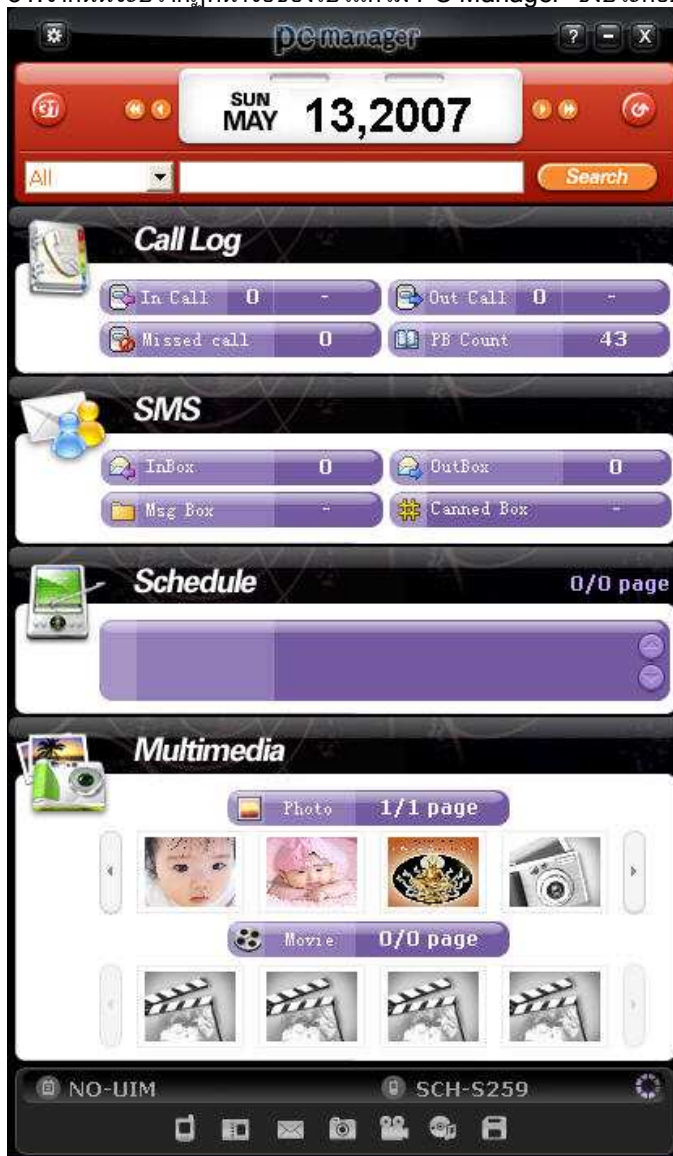 pc manager
? – X
SUN
MAY 13,2007
All Search
Call Log
In Call 0 - Out Call 0 -
Missed call 0 PB Count 43
SMS
InBox 0 OutBox 0
Msg Box - Canned Box -
Schedule 0/0 page
Multimedia
Photo 1/1 page
Movie 0/0 page
NO-UIM SCH-S259